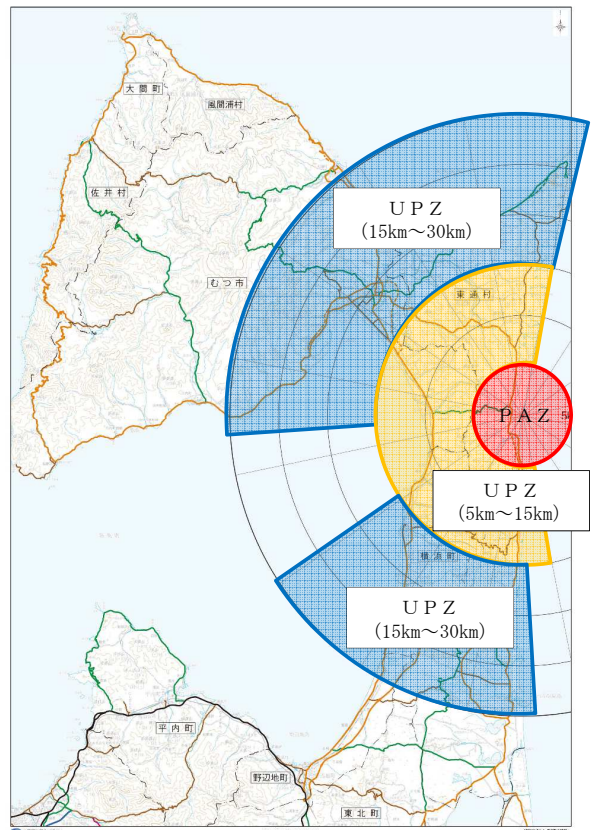 大間町
風間浦村
佐井村
UPZ
(15km～30km)
むつ市
東通村
PAZ
5k
UPZ
(5km～15km)
横浜町
UPZ
(15km～30km)
平内町
野辺地町
東北町